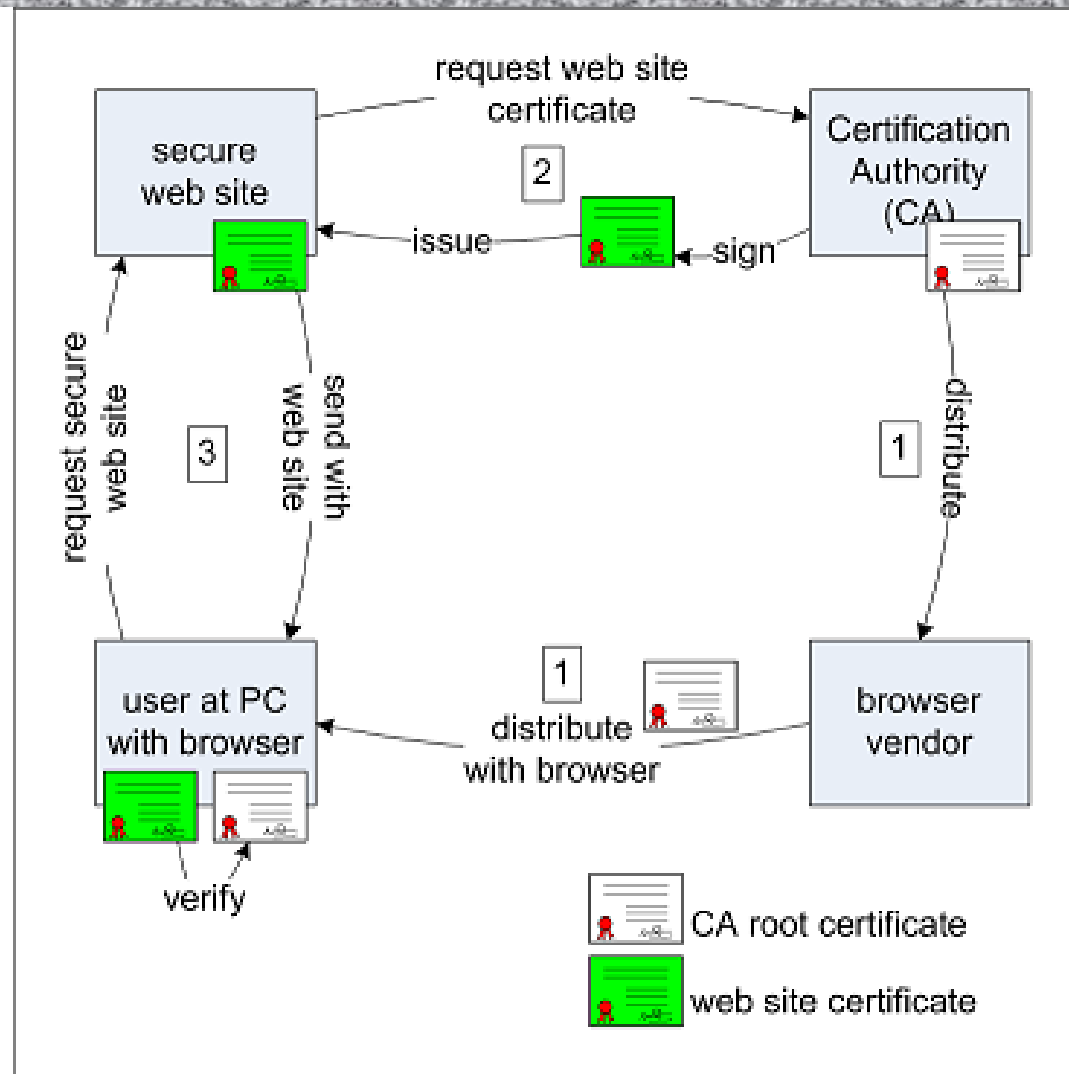 request web site
certificate
secure
web site
Certification
Authority
(CA)
2
issue
sign
request secure
web site
3
send with
web site
1
distribute
user at PC
with browser
1
distribute
with browser
browser
vendor
verify
CA root certificate
web site certificate